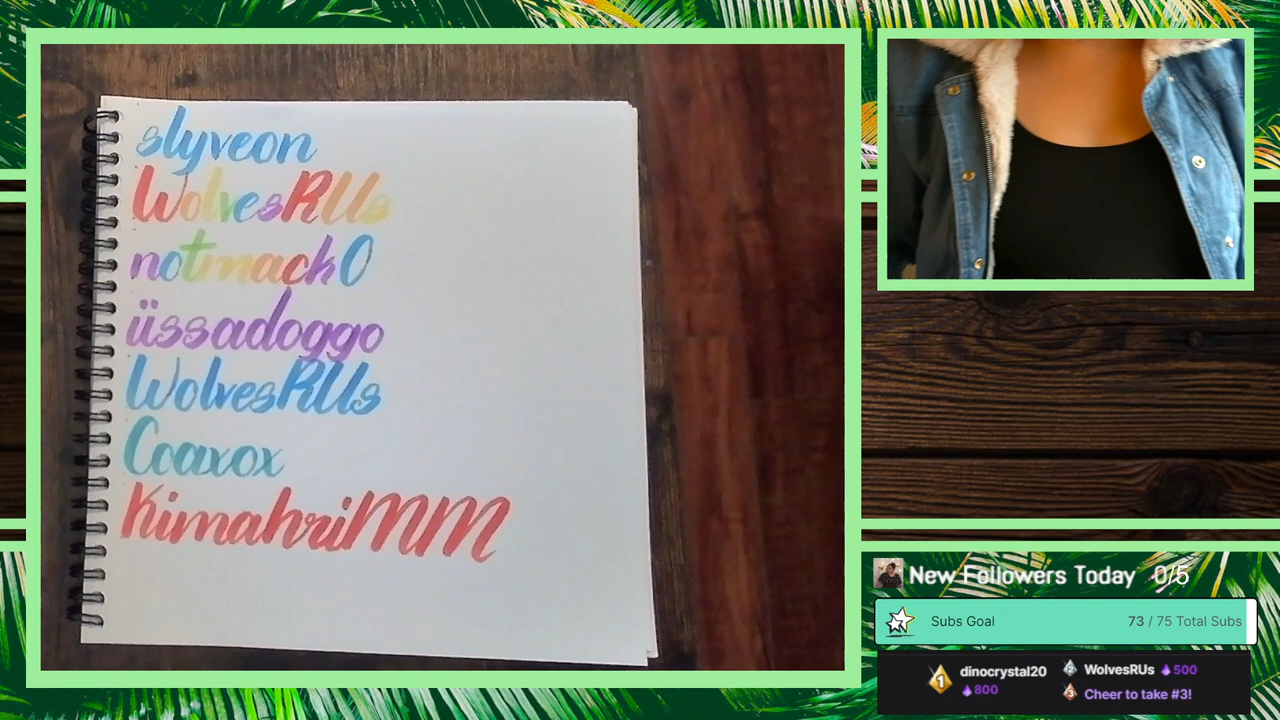 slyveon
WolvesRUs
notmack0
üssadoggo
WolvesRUs
Coaxox
KimahriMM
New Followers Today 0/5
Subs Goal 73 / 75 Total Subs
1 dinocrystal20 800
2 WolvesRUs 500
3 Cheer to take #3!